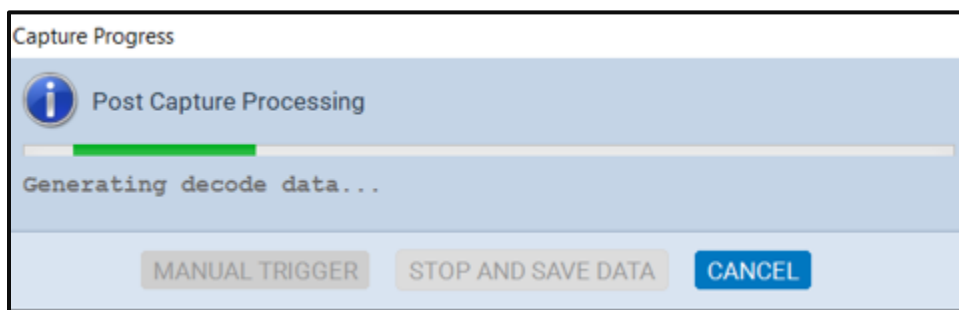 Capture Progress
Post Capture Processing
Generating decode data...
MANUAL TRIGGER STOP AND SAVE DATA CANCEL